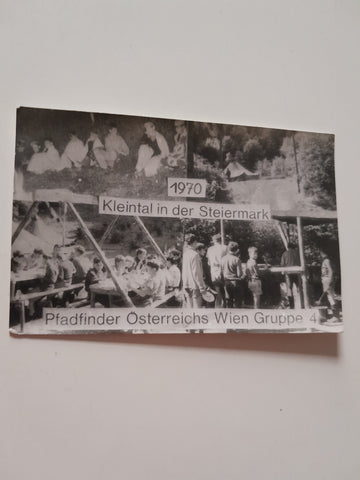 1970
Kleintal in der Steiermark
Pfadfinder Österreichs Wien Gruppe 4